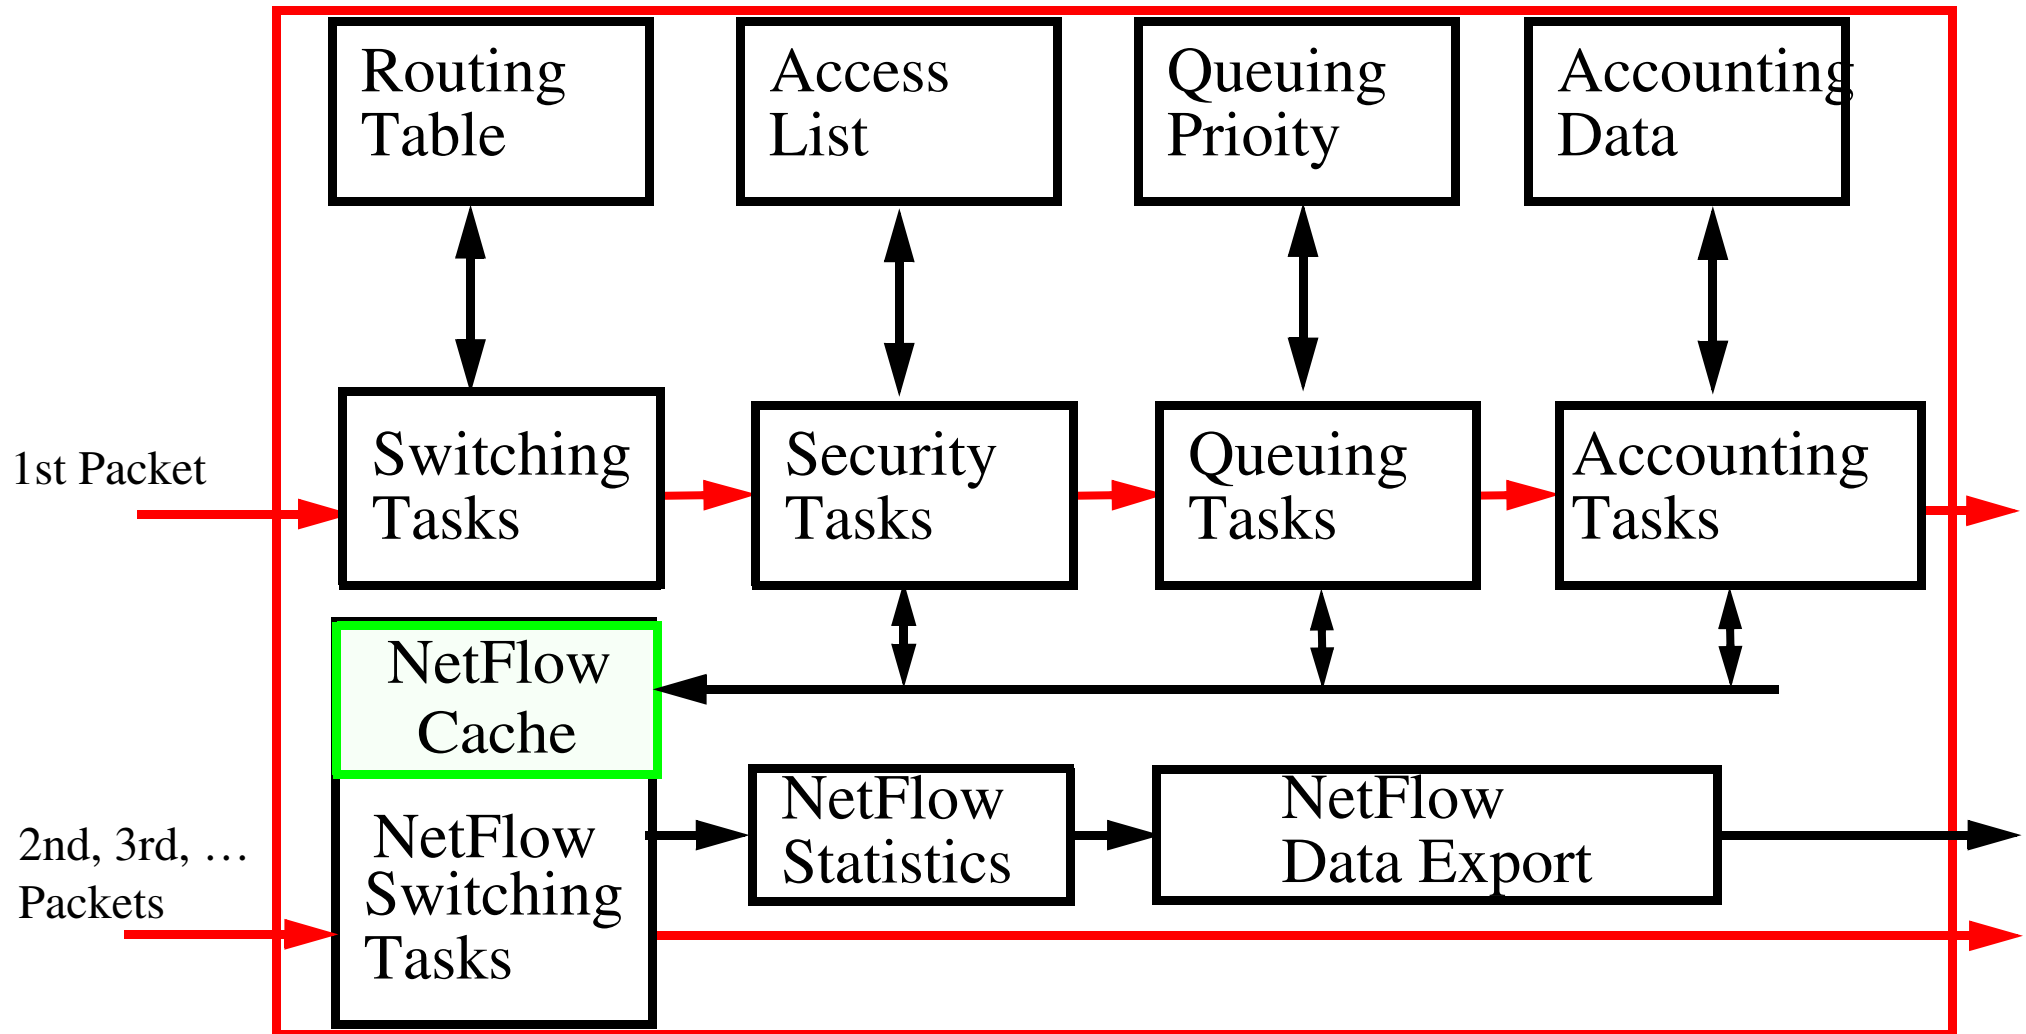 Routing
Table
Access
List
Queuing
Prioity
Accounting
Data
1st Packet
Switching
Tasks
Security
Tasks
Queuing
Tasks
Accounting
Tasks
NetFlow
Cache
2nd, 3rd, …
Packets
NetFlow
Switching
Tasks
NetFlow
Statistics
NetFlow
Data Export